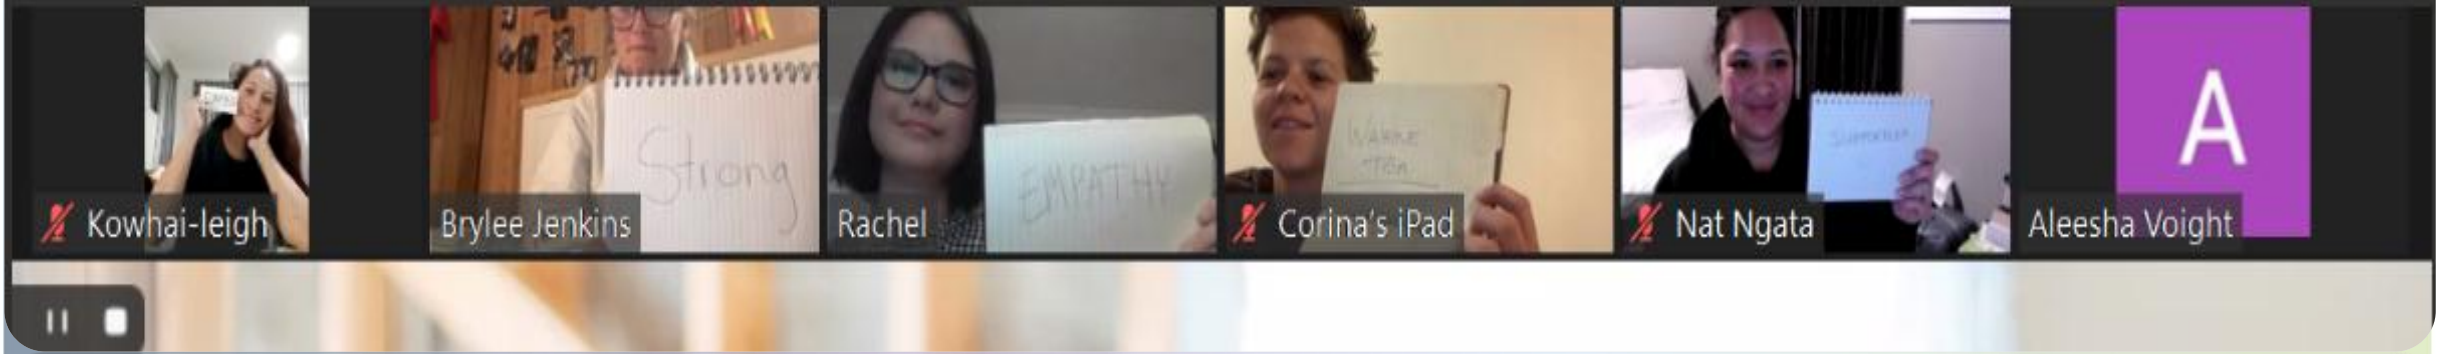 Kowhai-leigh
Strong
Brylee Jenkins
EMPATHY
Rachel
Corina's iPad
Nat Ngata
A
Aleesha Voight